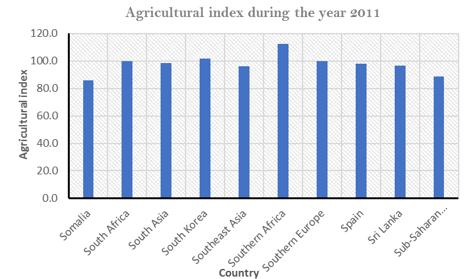 Agricultural index during the year 2011
120.0
100.0
80.0
60.0
40.0
20.0
0.0
Agricultural index
Somalia
South Africa
South Asia
South Korea
Southeast Asia
Southern Africa
Southern Europe
Spain
Sri Lanka
Sub-Saharan...
Country